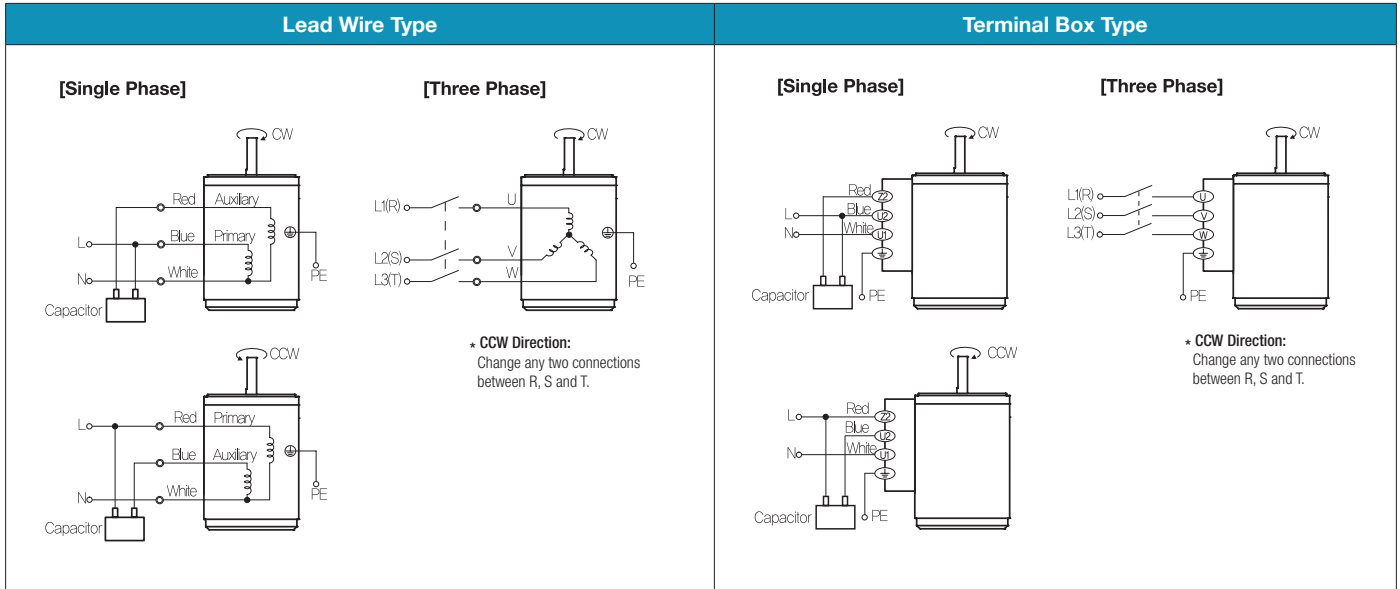 Lead Wire Type
[Single Phase]
[Three Phase]
CW
Red Auxiliary
L Blue Primary
N White
PE
Capacitor
CW
L1(R) U
L2(S) V
L3(T) W
PE
* CCW Direction:
Change any two connections
between R, S and T.
CCW
L Red Primary
Blue Auxiliary
N White
PE
Capacitor
Terminal Box Type
[Single Phase]
[Three Phase]
CW
Red Z2
L Blue U2
N White U1
Capacitor PE
CW
L1(R) U
L2(S) V
L3(T) W
PE
* CCW Direction:
Change any two connections
between R, S and T.
CCW
L Red Z2
Blue U2
N White U1
Capacitor PE